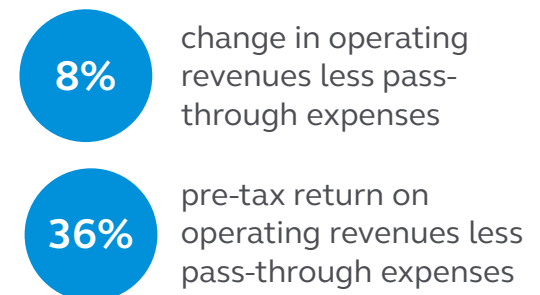 8%
change in operating
revenues less pass-
through expenses
36%
pre-tax return on
operating revenues less
pass-through expenses